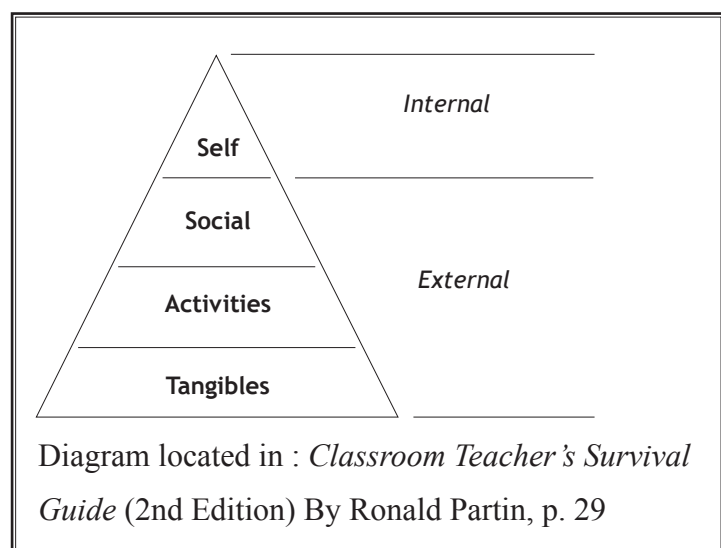 Internal
Self
Social
External
Activities
Tangibles
Diagram located in : Classroom Teacher’s Survival
Guide (2nd Edition) By Ronald Partin, p. 29